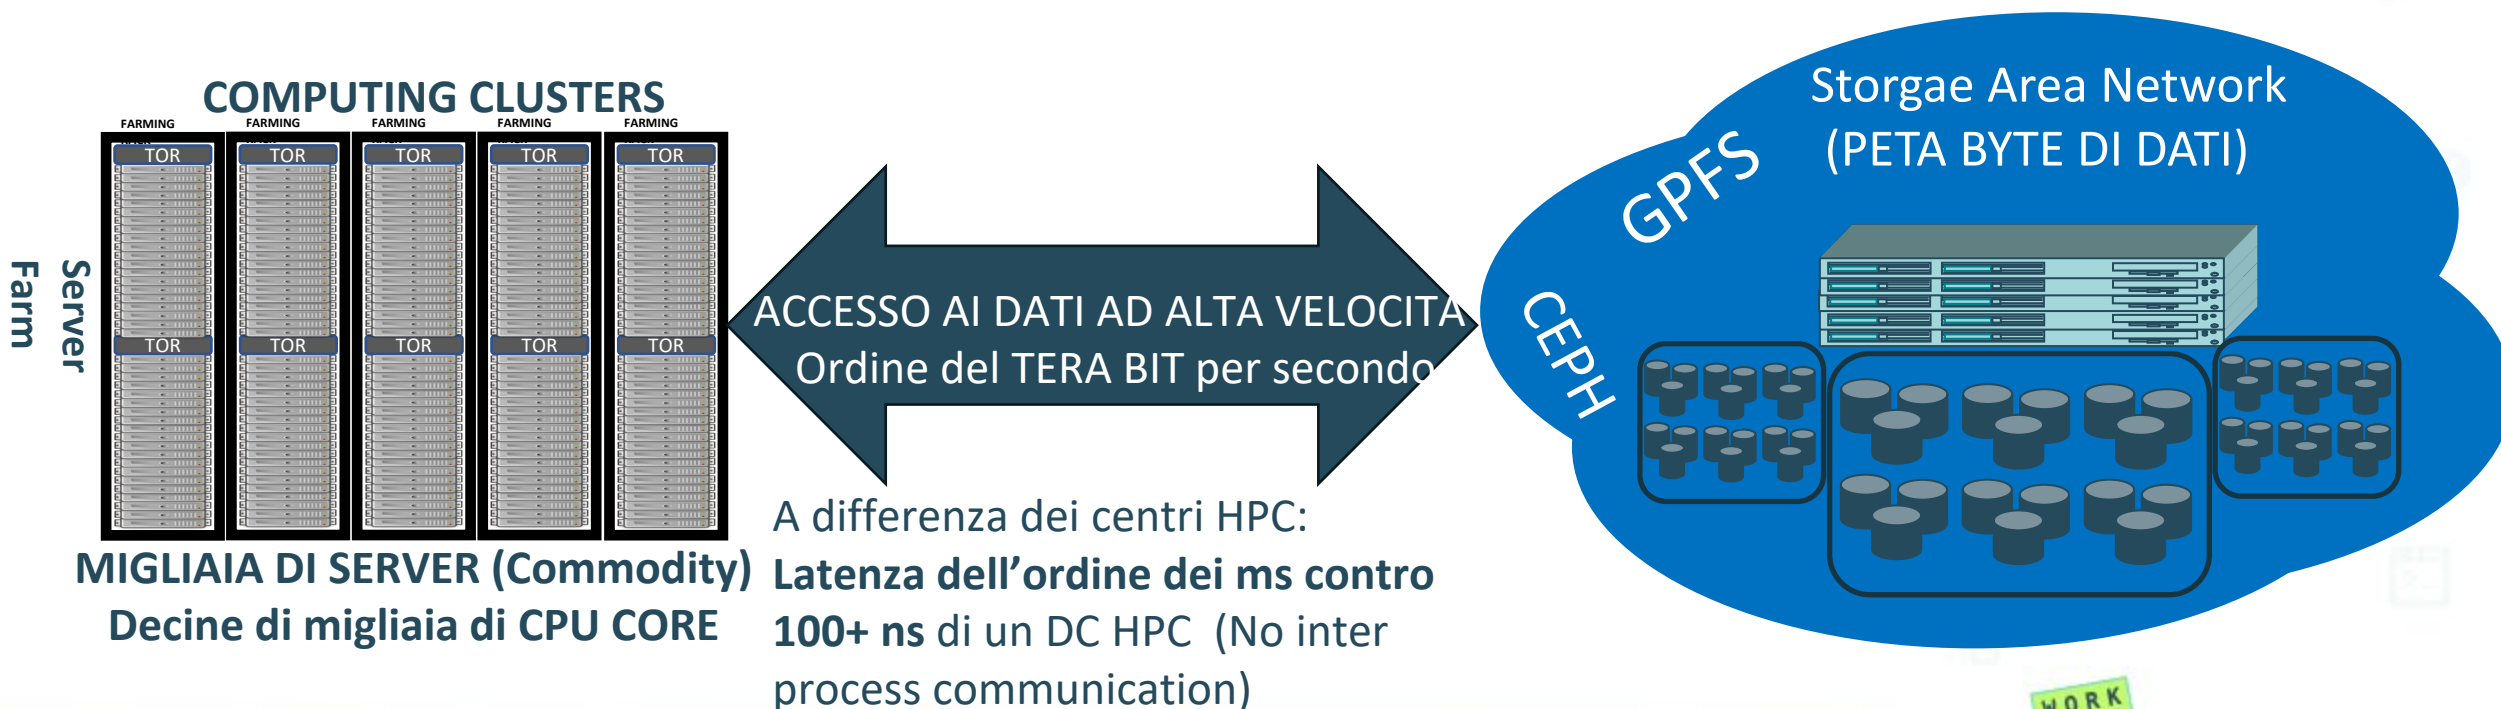 COMPUTING CLUSTERS
FARMING FARMING FARMING FARMING FARMING
TOR TOR TOR TOR TOR
TOR TOR TOR TOR TOR
Server
Farm
MIGLIAIA DI SERVER (Commodity)
Decine di migliaia di CPU CORE
ACCESSO AI DATI AD ALTA VELOCITÀ
Ordine del TERA BIT per secondo
A differenza dei centri HPC:
Latenza dell’ordine dei ms contro
100+ ns di un DC HPC (No inter
process communication)
Storgae Area Network
(PETA BYTE DI DATI)
GPFS
CEPH
WORK